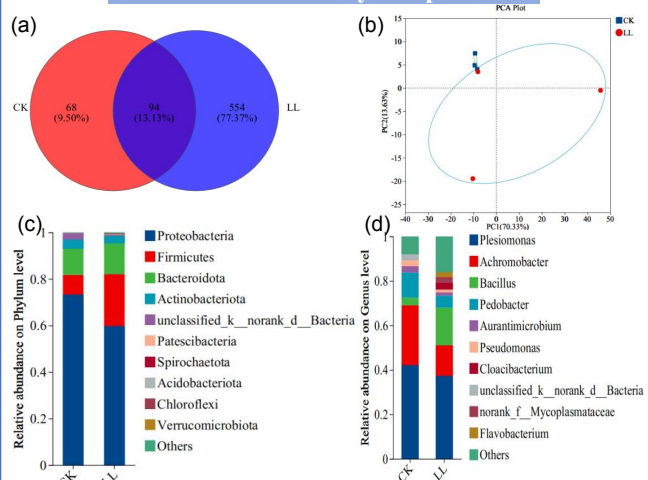 (a)
CK
68
(9.50%)
94
(13.13%)
554
(77.37%)
LL
(b)
PCA Plot
CK
LL
PC2(13.63%)
15
10
5
0
-5
-10
-15
-20
-25
-40 -30 -20 -10 0 10 20 30 40 50
PC1(70.33%)
(c)
Relative abundance on Phylum level
1
0.8
0.6
0.4
0.2
0
CK LL
Proteobacteria
Firmicutes
Bacteroidota
Actinobacteriota
unclassified_k__norank_d__Bacteria
Patescibacteria
Spirochaetota
Acidobacteriota
Chloroflexi
Verrucomicrobiota
Others
(d)
Relative abundance on Genus level
1
0.8
0.6
0.4
0.2
0
CK LL
Plesiomonas
Achromobacter
Bacillus
Pedobacter
Aurantimicrobium
Pseudomonas
Cloacibacterium
unclassified_k__norank_d__Bacteria
norank_f__Mycoplasmataceae
Flavobacterium
Others